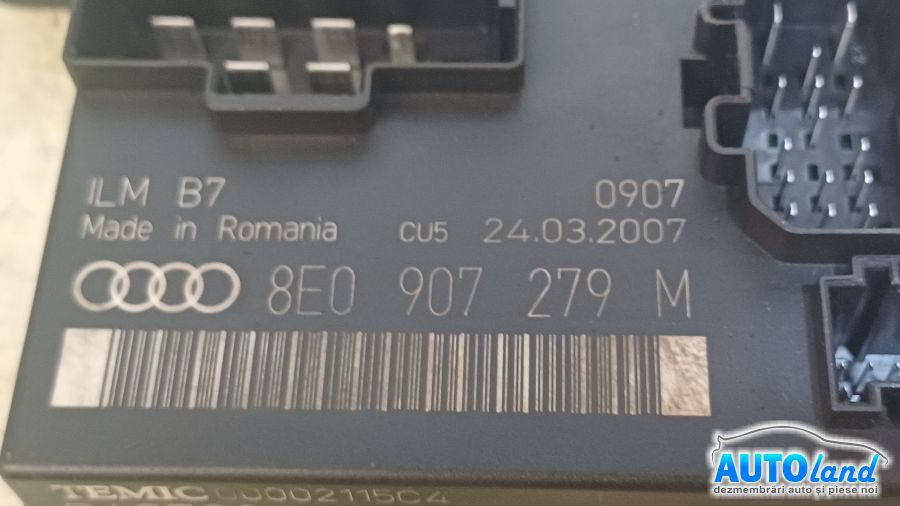 ILM B7 0907
Made in Romania CU5 24.03.2007
8E0 907 279 M
TEMIC 00002115C4
AUTOland
dezmembrări auto și piese noi